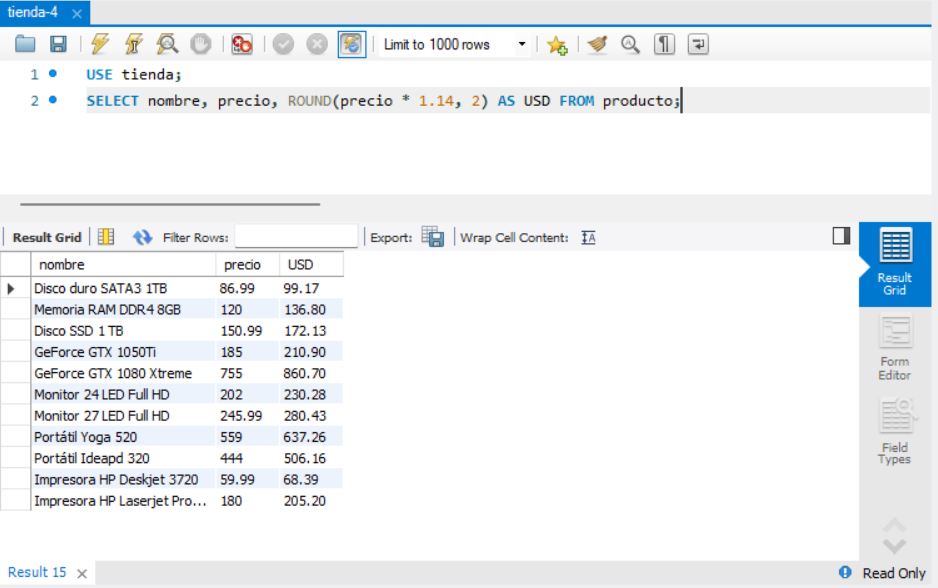 tienda-4
Limit to 1000 rows
1 USE tienda;
2 SELECT nombre, precio, ROUND(precio * 1.14, 2) AS USD FROM producto;
Result Grid Filter Rows: Export: Wrap Cell Content:
nombre precio USD
Disco duro SATA3 1TB 86.99 99.17
Memoria RAM DDR4 8GB 120 136.80
Disco SSD 1 TB 150.99 172.13
GeForce GTX 1050Ti 185 210.90
GeForce GTX 1080 Xtreme 755 860.70
Monitor 24 LED Full HD 202 230.28
Monitor 27 LED Full HD 245.99 280.43
Portátil Yoga 520 559 637.26
Portátil Ideapd 320 444 506.16
Impresora HP Deskjet 3720 59.99 68.39
Impresora HP Laserjet Pro... 180 205.20
Result
Grid
Form
Editor
Field
Types
Result 15 Read Only